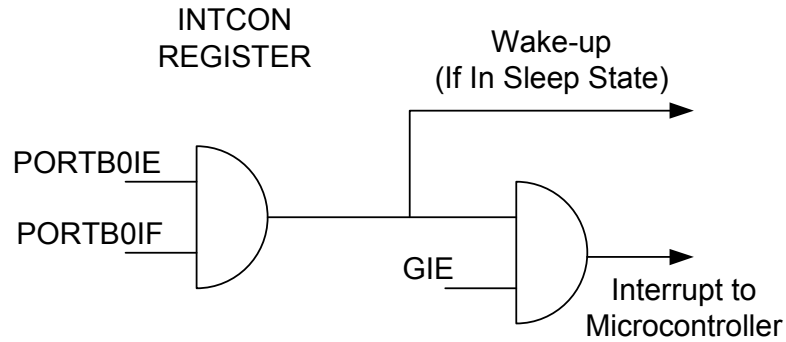 INTCON
REGISTER
Wake-up
(If In Sleep State)
PORTB0IE
PORTB0IF
GIE
Interrupt to
Microcontroller